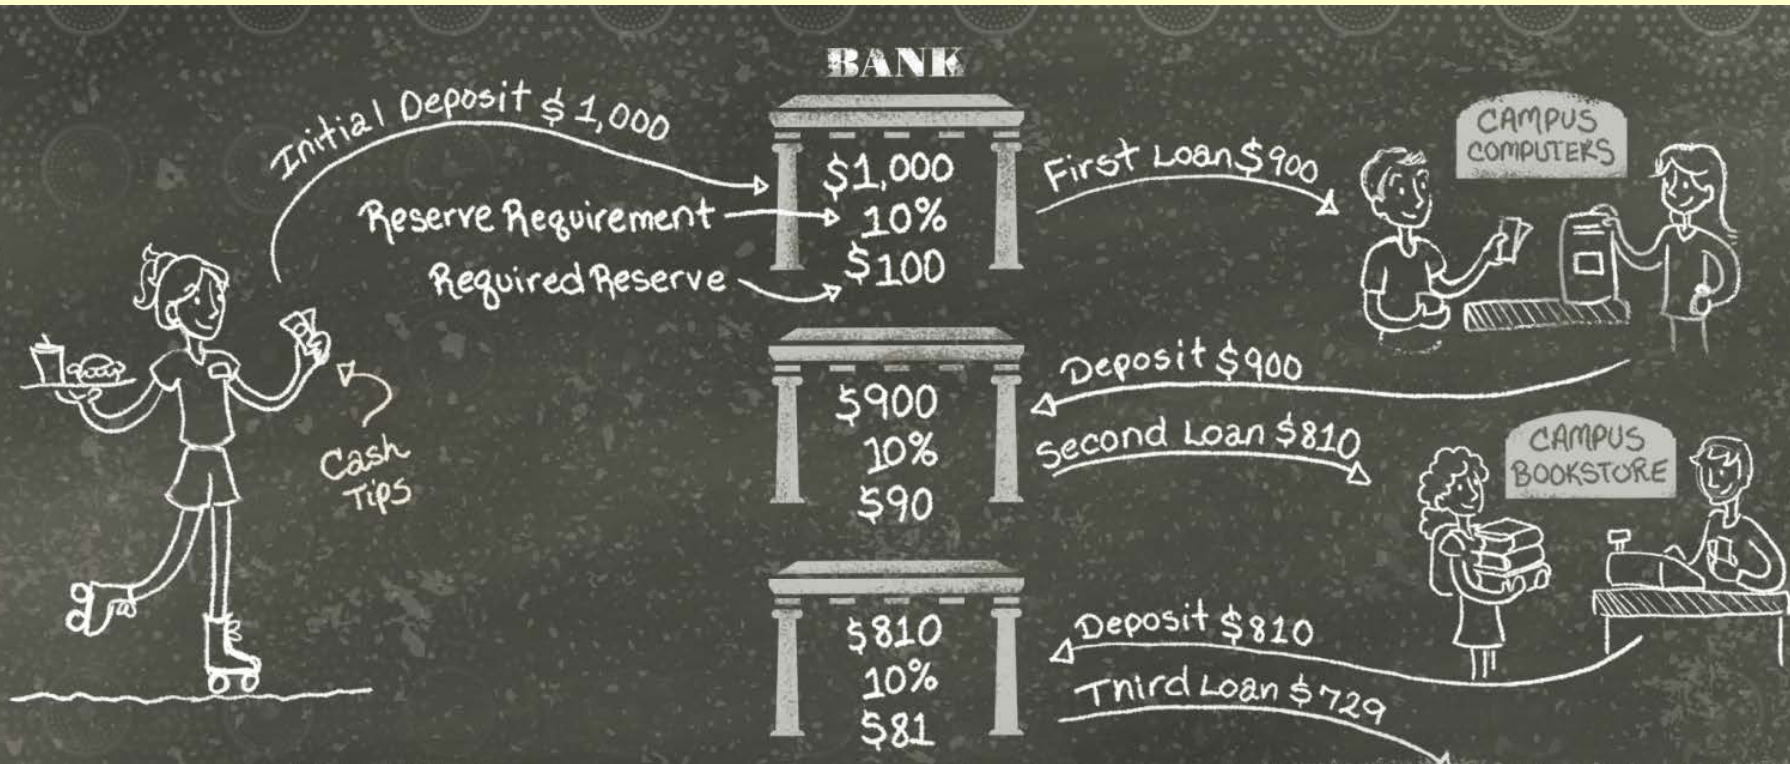 BANK
Initial Deposit $1,000
$1,000
Reserve Requirement
10%
Required Reserve
$100
First Loan $900
CAMPUS
COMPUTERS
Cash
Tips
Deposit $900
$900
10%
$90
Second Loan $810
CAMPUS
BOOKSTORE
Deposit $810
$810
10%
$81
Third Loan $729